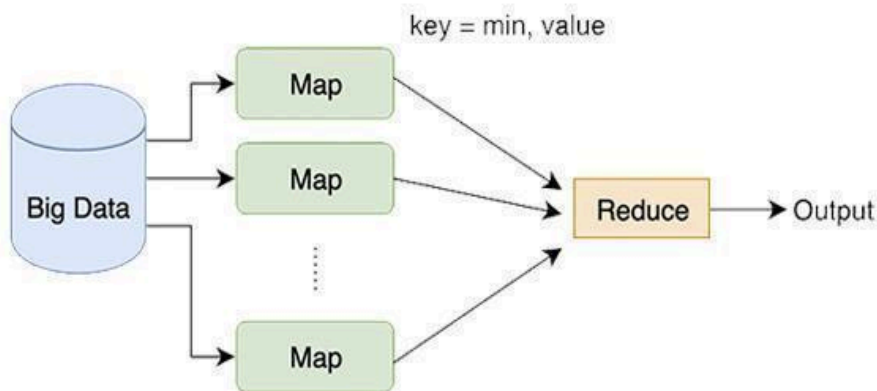 key = min, value
Map
Map
Big Data
Reduce
Output
Map